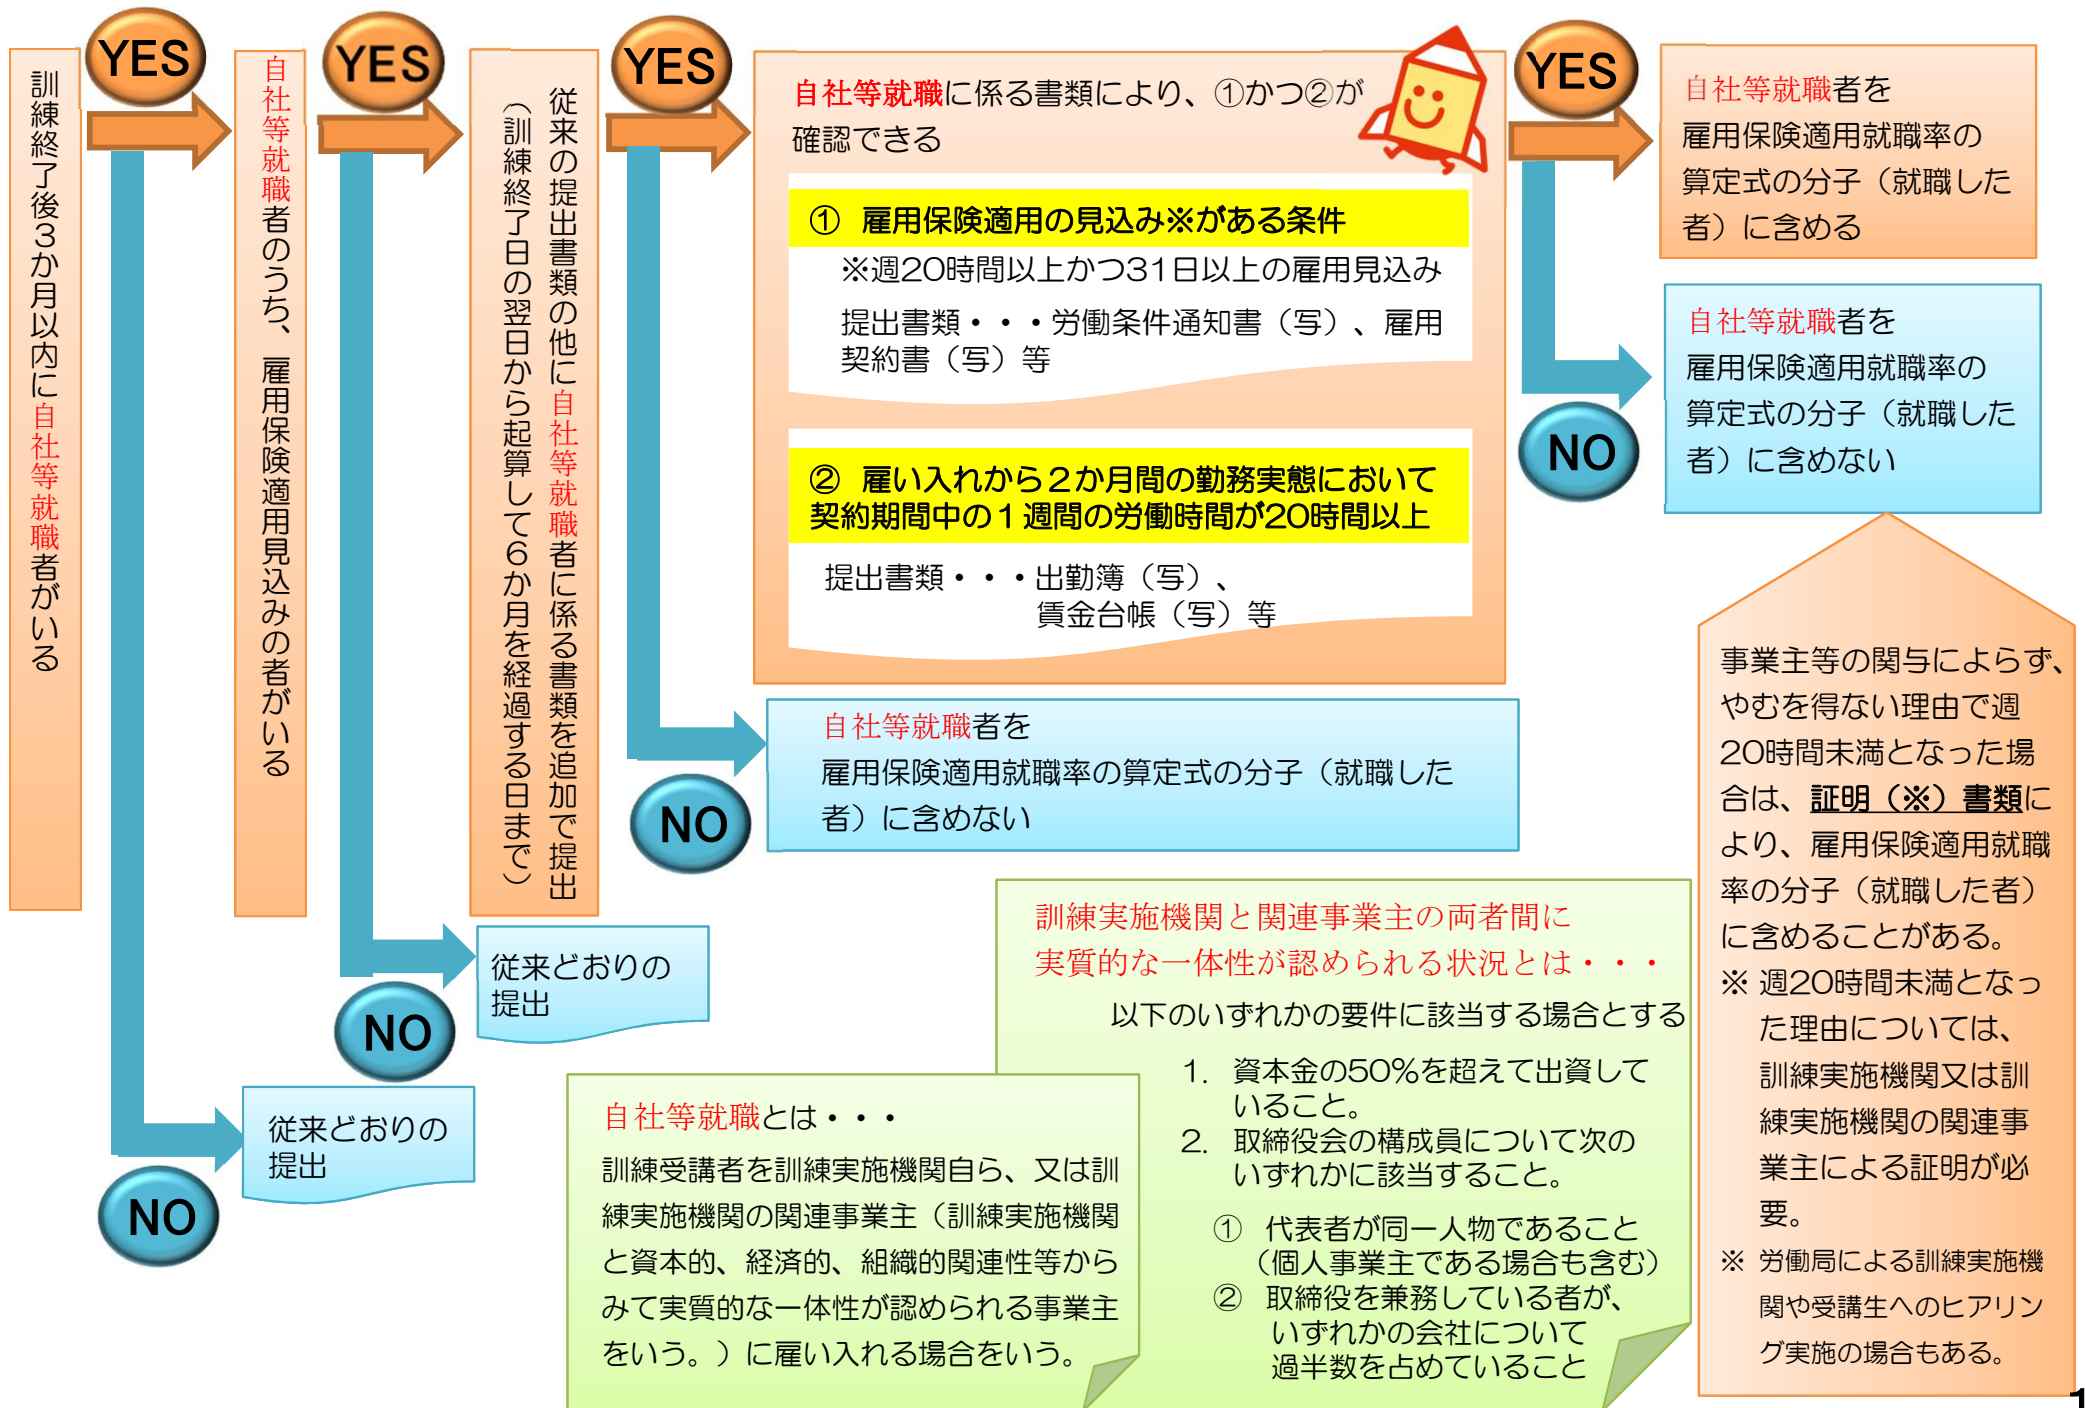 訓練終了後3か月以内に自社等就職者がいる
YES
自社等就職者のうち、雇用保険適用見込みの者がいる
YES
従来の提出書類の他に自社等就職者に係る書類を追加で提出
（訓練終了日の翌日から起算して6か月を経過する日まで）
YES
自社等就職に係る書類により、①かつ②が
確認できる
① 雇用保険適用の見込み※がある条件
※週20時間以上かつ31日以上の雇用見込み
提出書類・・・労働条件通知書（写）、雇用
契約書（写）等
② 雇い入れから２か月間の勤務実態において
契約期間中の１週間の労働時間が20時間以上
提出書類・・・出勤簿（写）、
賃金台帳（写）等
YES
自社等就職者を
雇用保険適用就職率の
算定式の分子（就職した
者）に含める
NO
自社等就職者を
雇用保険適用就職率の
算定式の分子（就職した
者）に含めない
NO
自社等就職者を
雇用保険適用就職率の算定式の分子（就職した
者）に含めない
NO
従来どおりの
提出
NO
従来どおりの
提出
自社等就職とは・・・
訓練受講者を訓練実施機関自ら、又は訓
練実施機関の関連事業主（訓練実施機関
と資本的、経済的、組織的関連性等から
みて実質的な一体性が認められる事業主
をいう。）に雇い入れる場合をいう。
訓練実施機関と関連事業主の両者間に
実質的な一体性が認められる状況とは・・・
以下のいずれかの要件に該当する場合とする
1. 資本金の50%を超えて出資して
いること。
2. 取締役会の構成員について次の
いずれかに該当すること。
① 代表者が同一人物であること
（個人事業主である場合も含む）
② 取締役を兼務している者が、
いずれかの会社について
過半数を占めていること
事業主等の関与によらず、
やむを得ない理由で週
20時間未満となった場
合は、証明（※）書類に
より、雇用保険適用就職
率の分子（就職した者）
に含めることがある。
※ 週20時間未満となっ
た理由については、
訓練実施機関又は訓
練実施機関の関連事
業主による証明が必
要。
※ 労働局による訓練実施機
関や受講生へのヒアリン
グ実施の場合もある。
1